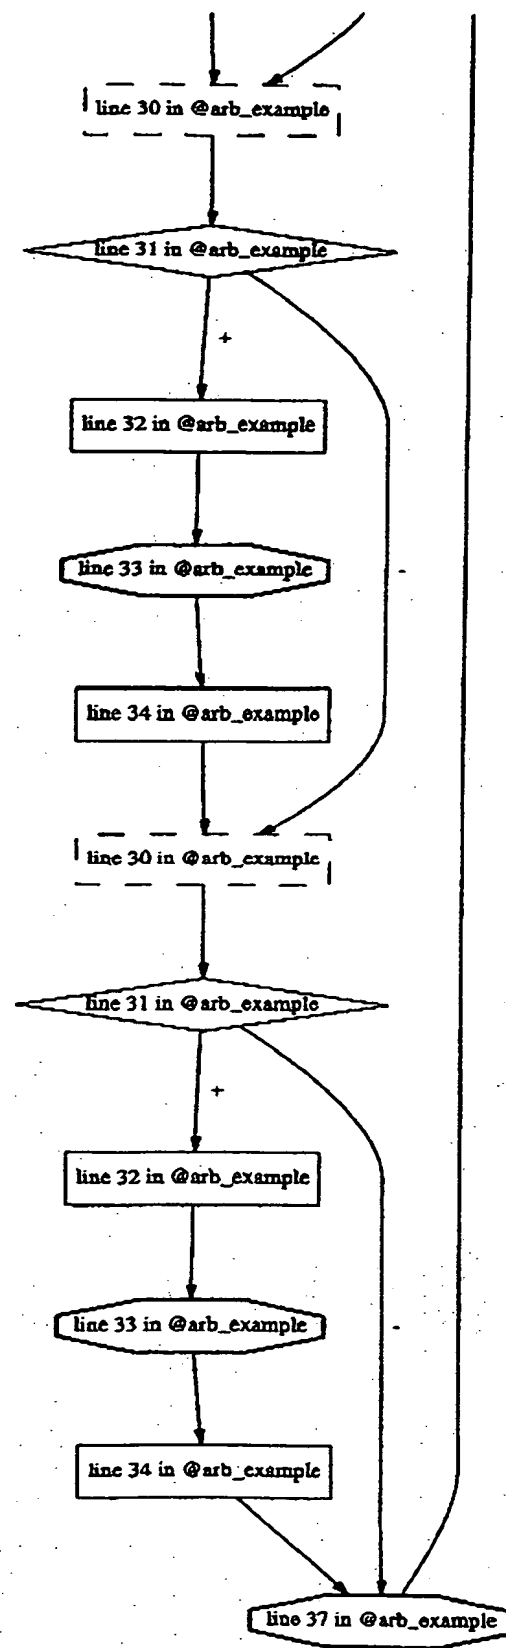 line 30 in @arb_example
line 31 in @arb_example
+
line 32 in @arb_example
line 33 in @arb_example
-
line 34 in @arb_example
line 30 in @arb_example
line 31 in @arb_example
+
line 32 in @arb_example
line 33 in @arb_example
-
line 34 in @arb_example
line 37 in @arb_example